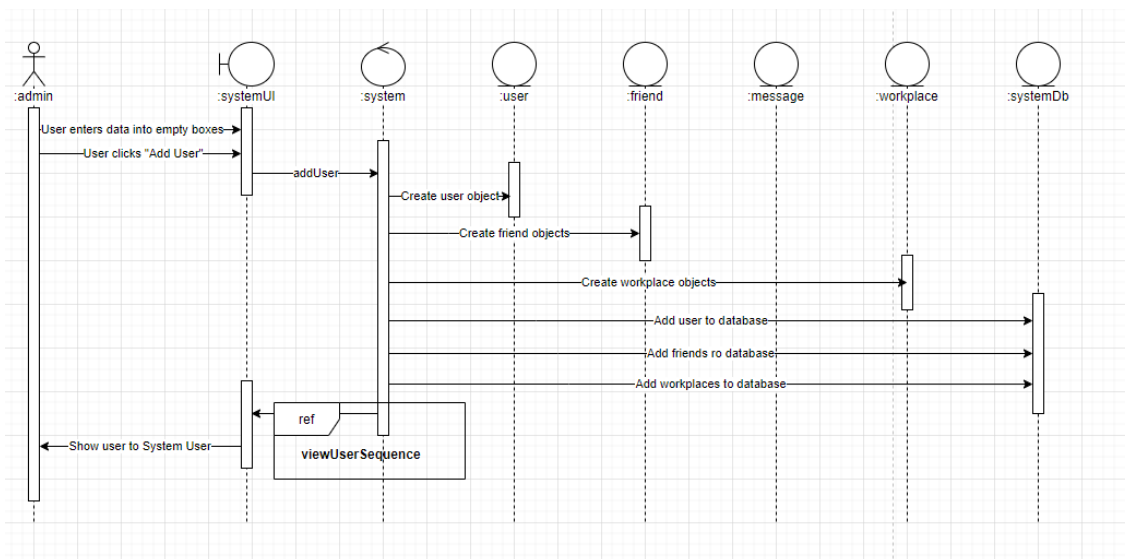 :admin
:systemUI
:system
:user
:friend
:message
:workplace
:systemDb
User enters data into empty boxes
User clicks "Add User"
addUser
Create user object
Create friend objects
Create workplace objects
Add user to database
Add friends ro database
Add workplaces to database
ref
Show user to System User
viewUserSequence